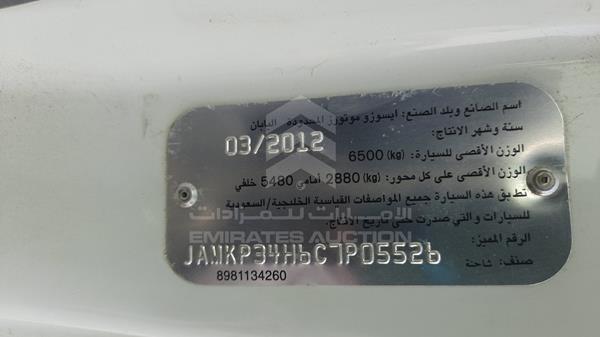 اسم الصانع وبلد الصنع: ايسوزو موتورز المحدودة - اليابان
سنة وشهر الانتاج:
03/2012
الوزن الأقصى للسيارة: (kg) 6500
الوزن الأقصى على كل محور: (kg) 2880 أمامي 5480 خلفي
تطابق هذه السيارة جميع المواصفات القياسية الخليجية/السعودية
للسيارات والتي صدرت حتى تاريخ الانتاج.
الإمارات للمزادات
EMIRATES AUCTION
الرقم المميز:
JAMKP34H6C7P05526
صنف: شاحنة
8981134260